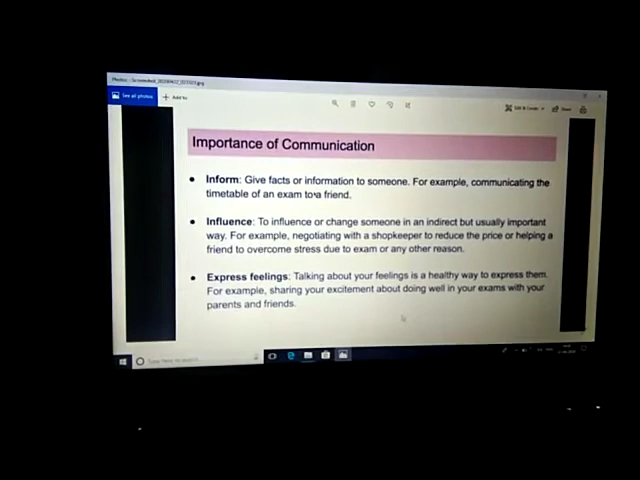 See all photos
Add to
Edit & Create
Share
Importance of Communication
Inform: Give facts or information to someone. For example, communicating the
timetable of an exam to a friend.
Influence: To influence or change someone in an indirect but usually important
way. For example, negotiating with a shopkeeper to reduce the price or helping a
friend to overcome stress due to exam or any other reason.
Express feelings: Talking about your feelings is a healthy way to express them.
For example, sharing your excitement about doing well in your exams with your
parents and friends.
Type here to search